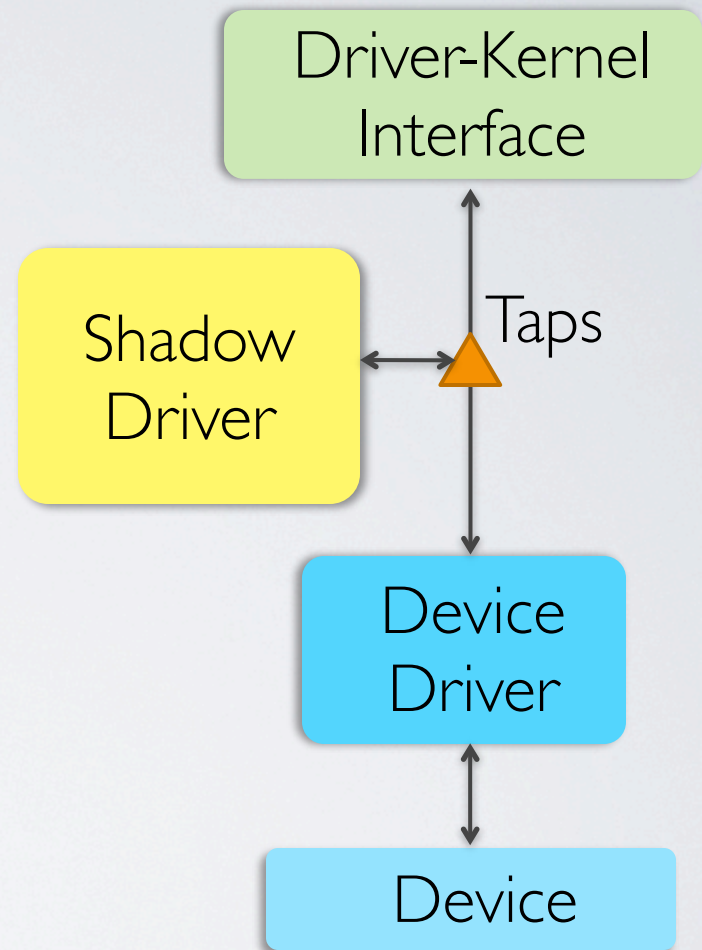 Driver-Kernel
Interface
Taps
Shadow
Driver
Device
Driver
Device